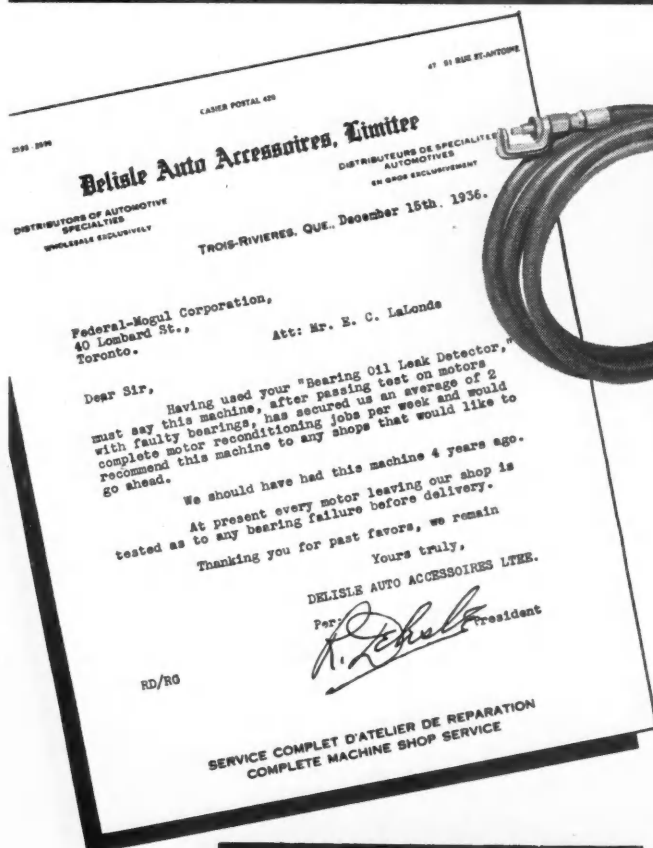 CASIER POSTAL 420
47 - 51 RUE ST-ANTOINE
Delisle Auto Accessoires, Limitee
DISTRIBUTORS OF AUTOMOTIVE
SPECIALTIES
WHOLESALE EXCLUSIVELY
DISTRIBUTEURS DE SPECIALITES
AUTOMOTIVES
EN GROS EXCLUSIVEMENT
TROIS-RIVIERES, QUE., December 15th, 1936.
Federal-Mogul Corporation,
40 Lombard St.,
Toronto.
Att: Mr. E. C. LaLonde
Dear Sir,
Having used your "Bearing Oil Leak Detector,"
must say this machine, after passing test on motors
with faulty bearings, has secured us an average of 2
complete motor reconditioning jobs per week and would
recommend this machine to any shops that would like to
go ahead.
We should have had this machine 4 years ago.
At present every motor leaving our shop is
tested as to any bearing failure before delivery.
Thanking you for past favors, we remain
Yours truly,
DELISLE AUTO ACCESSOIRES LTEE.
Per: R. Delisle President
RD/RG
SERVICE COMPLET D'ATELIER DE REPARATION
COMPLETE MACHINE SHOP SERVICE